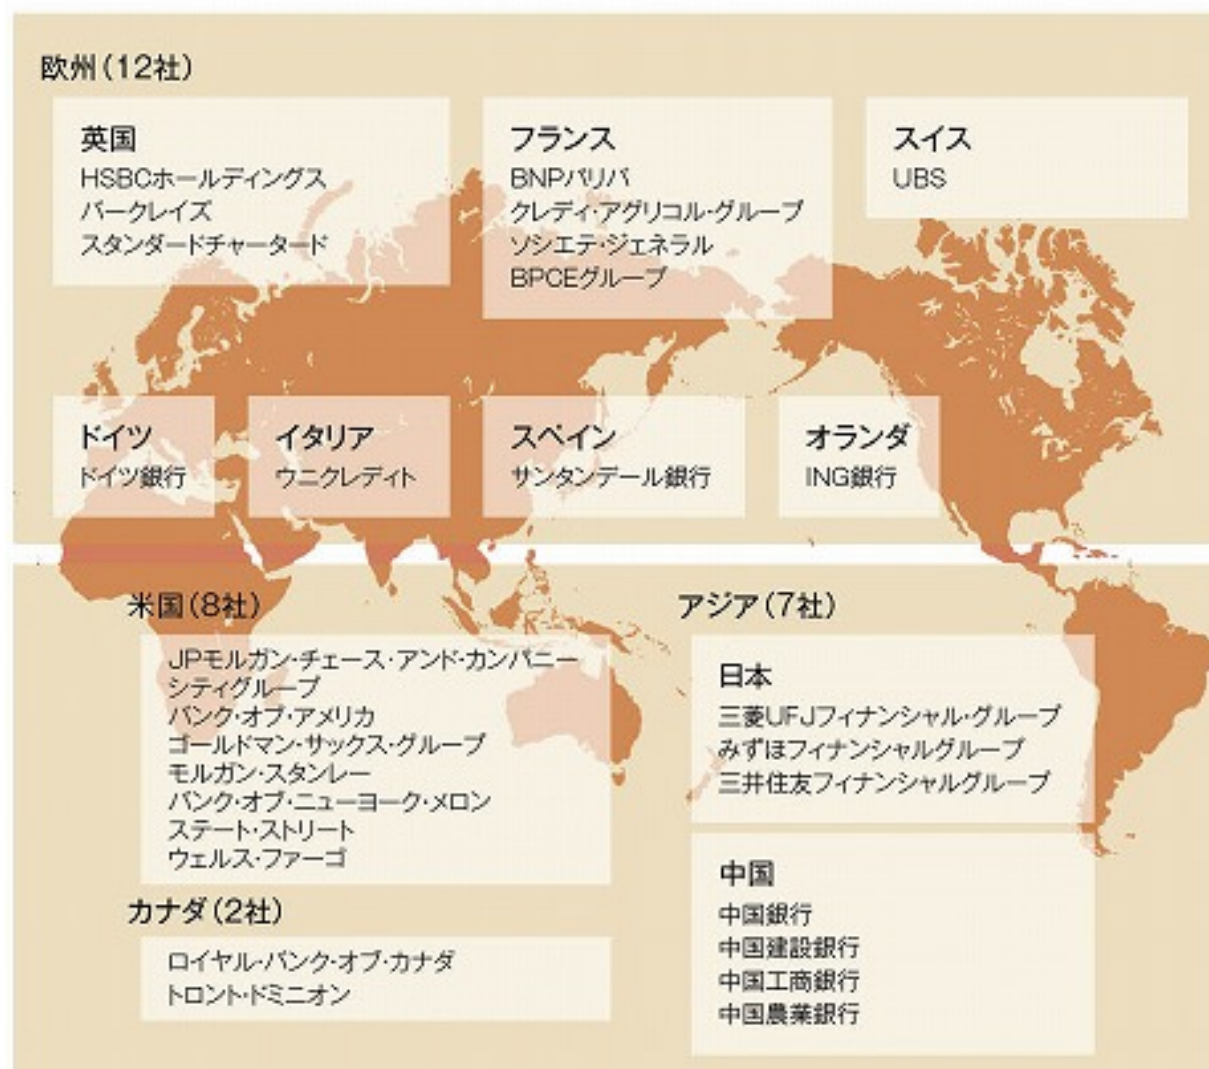 欧州（12社）
英国
HSBCホールディングス
バークレイズ
スタンダードチャータード
フランス
BNPパリバ
クレディ･アグリコル･グループ
ソシエテ･ジェネラル
BPCEグループ
スイス
UBS
ドイツ
ドイツ銀行
イタリア
ウニクレディト
スペイン
サンタンデール銀行
オランダ
ING銀行
米国（8社）
JPモルガン･チェース･アンド･カンパニー
シティグループ
バンク･オブ･アメリカ
ゴールドマン･サックス･グループ
モルガン･スタンレー
バンク･オブ･ニューヨーク･メロン
ステート･ストリート
ウェルス･ファーゴ
カナダ（2社）
ロイヤル･バンク･オブ･カナダ
トロント･ドミニオン
アジア（7社）
日本
三菱UFJフィナンシャル･グループ
みずほフィナンシャルグループ
三井住友フィナンシャルグループ
中国
中国銀行
中国建設銀行
中国工商銀行
中国農業銀行